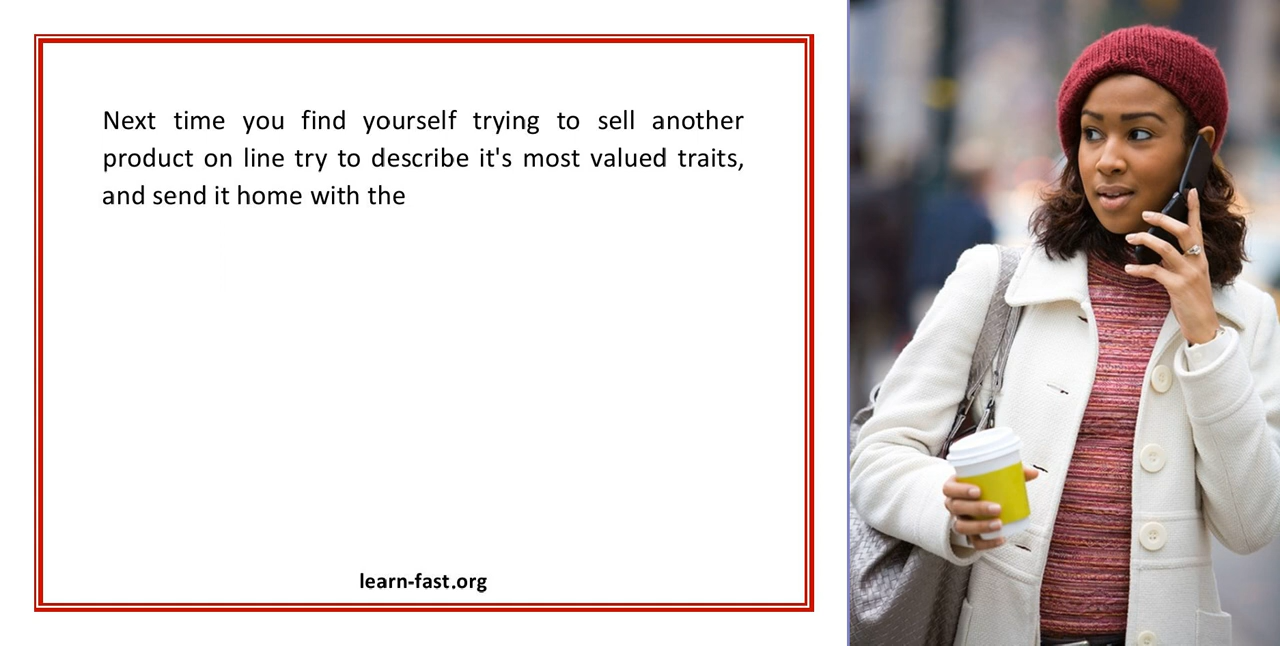 Next time you find yourself trying to sell another
product on line try to describe it's most valued traits,
and send it home with the
learn-fast.org